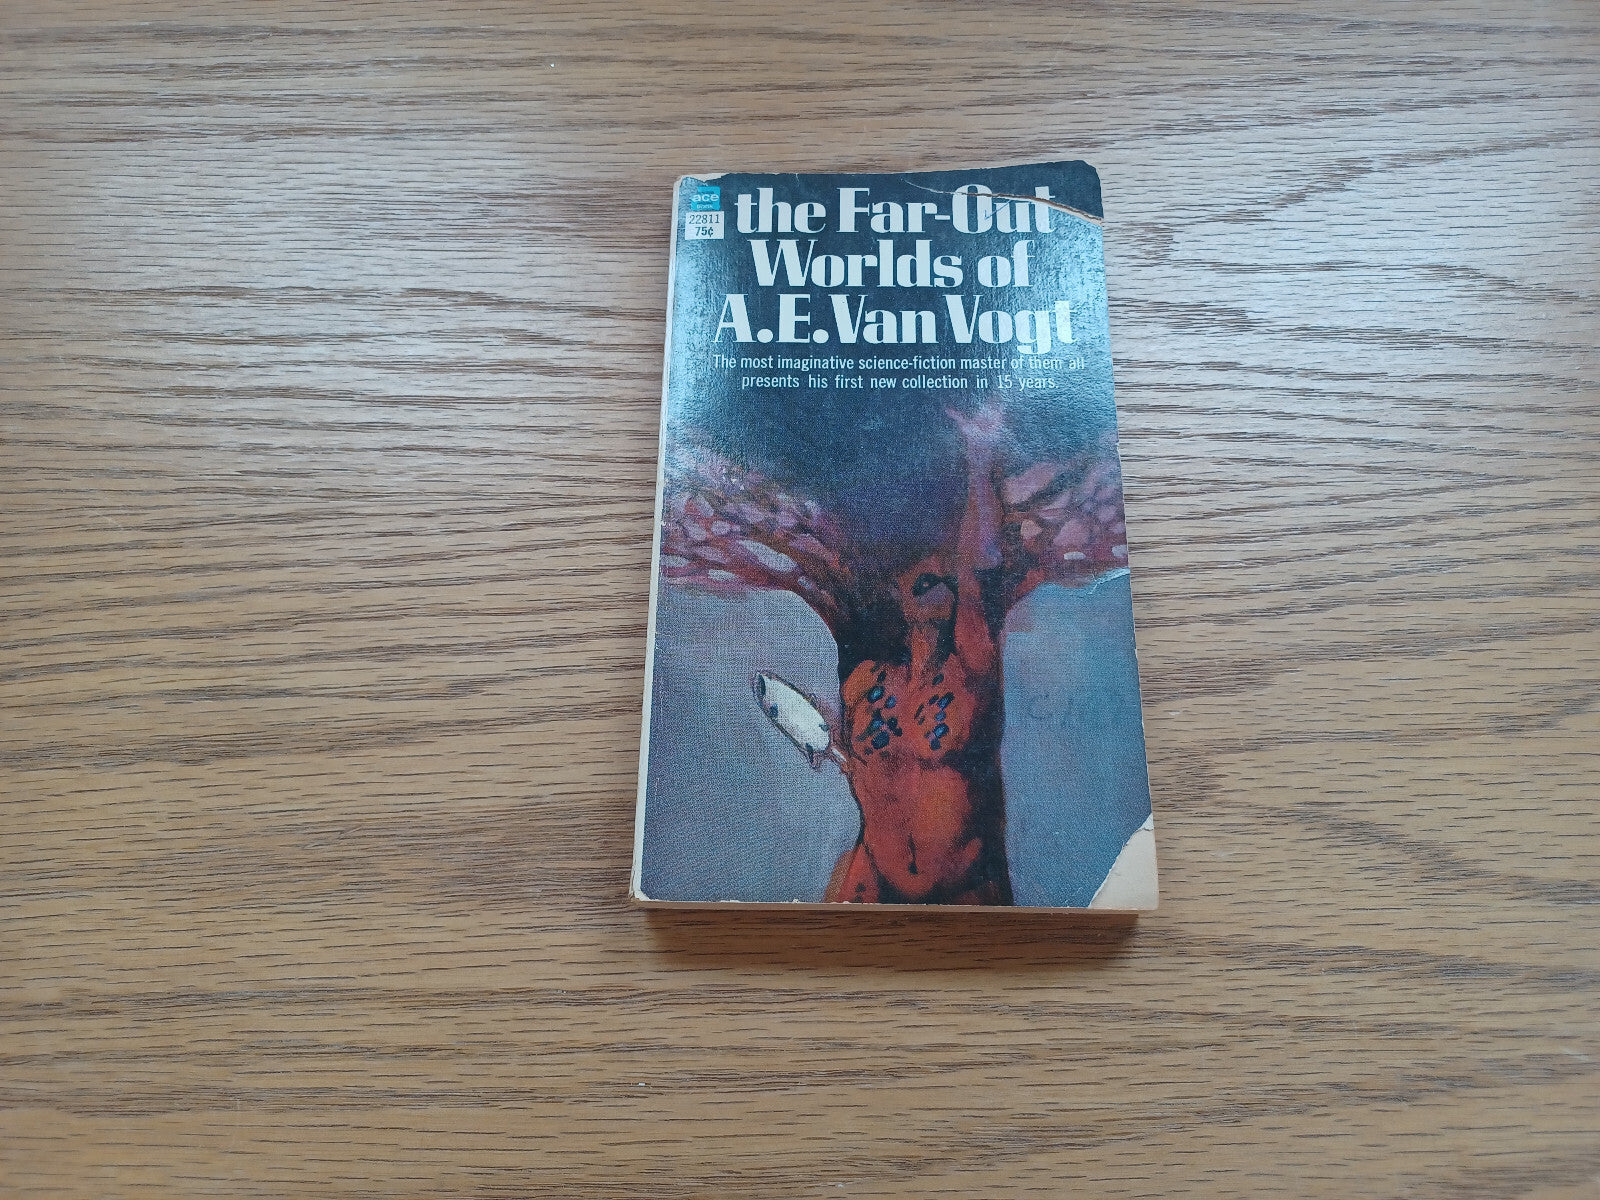 ace
22811
75¢
the Far-Out
Worlds of
A.E.Van Vogt
The most imaginative science-fiction master of them all
presents his first new collection in 15 years.